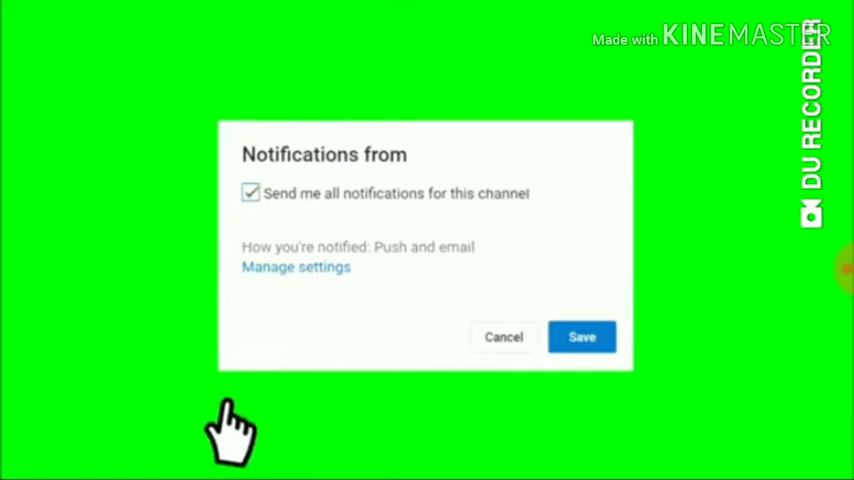 Made with KINEMASTER
DU RECORDER
Notifications from
Send me all notifications for this channel
How you're notified: Push and email
Manage settings
Cancel
Save